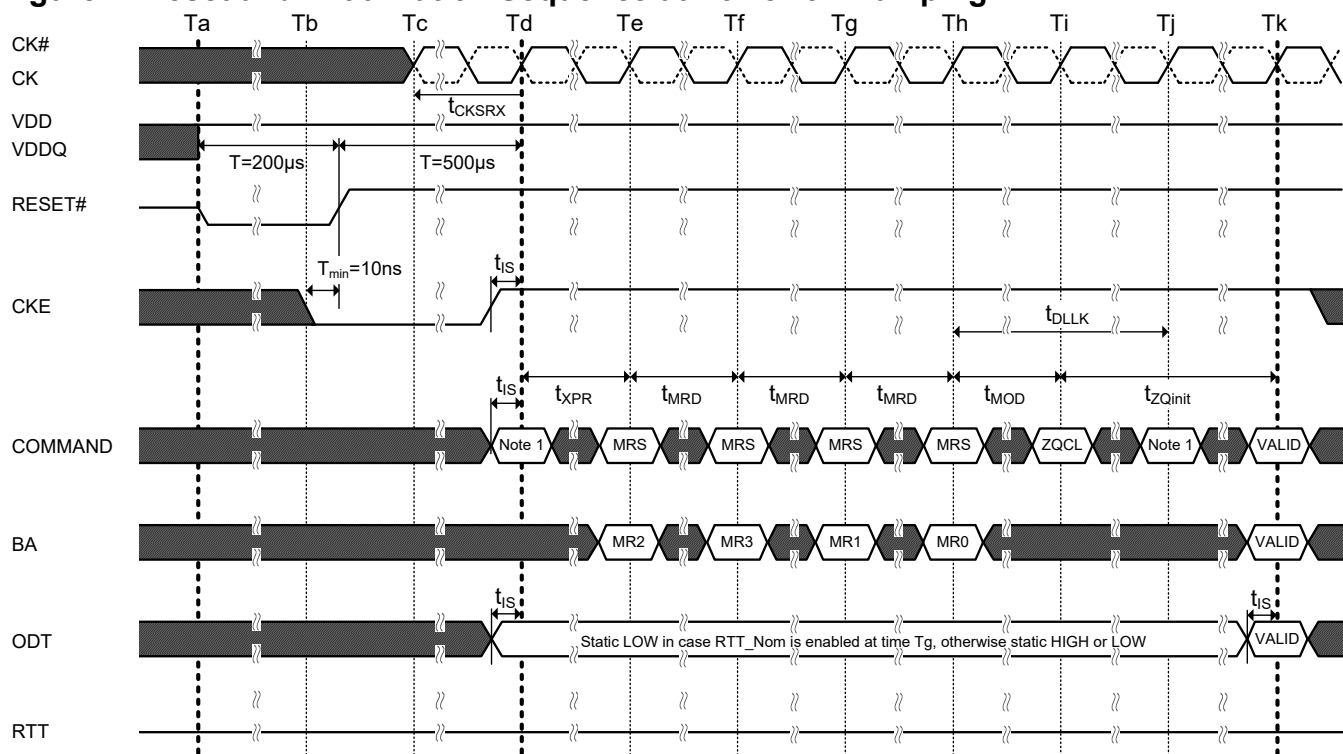 Ta Tb Tc Td Te Tf Tg Th Ti Tj Tk
CK#
CK
tCKSRX
VDD
VDDQ
T=200µs T=500µs
RESET#
Tmin=10ns tIS
CKE
tDLLK
tIS tXPR tMRD tMRD tMRD tMOD tZQinit
COMMAND Note 1 MRS MRS MRS MRS ZQCL Note 1 VALID
BA MR2 MR3 MR1 MR0 VALID
tIS tIS
ODT Static LOW in case RTT_Nom is enabled at time Tg, otherwise static HIGH or LOW VALID
RTT